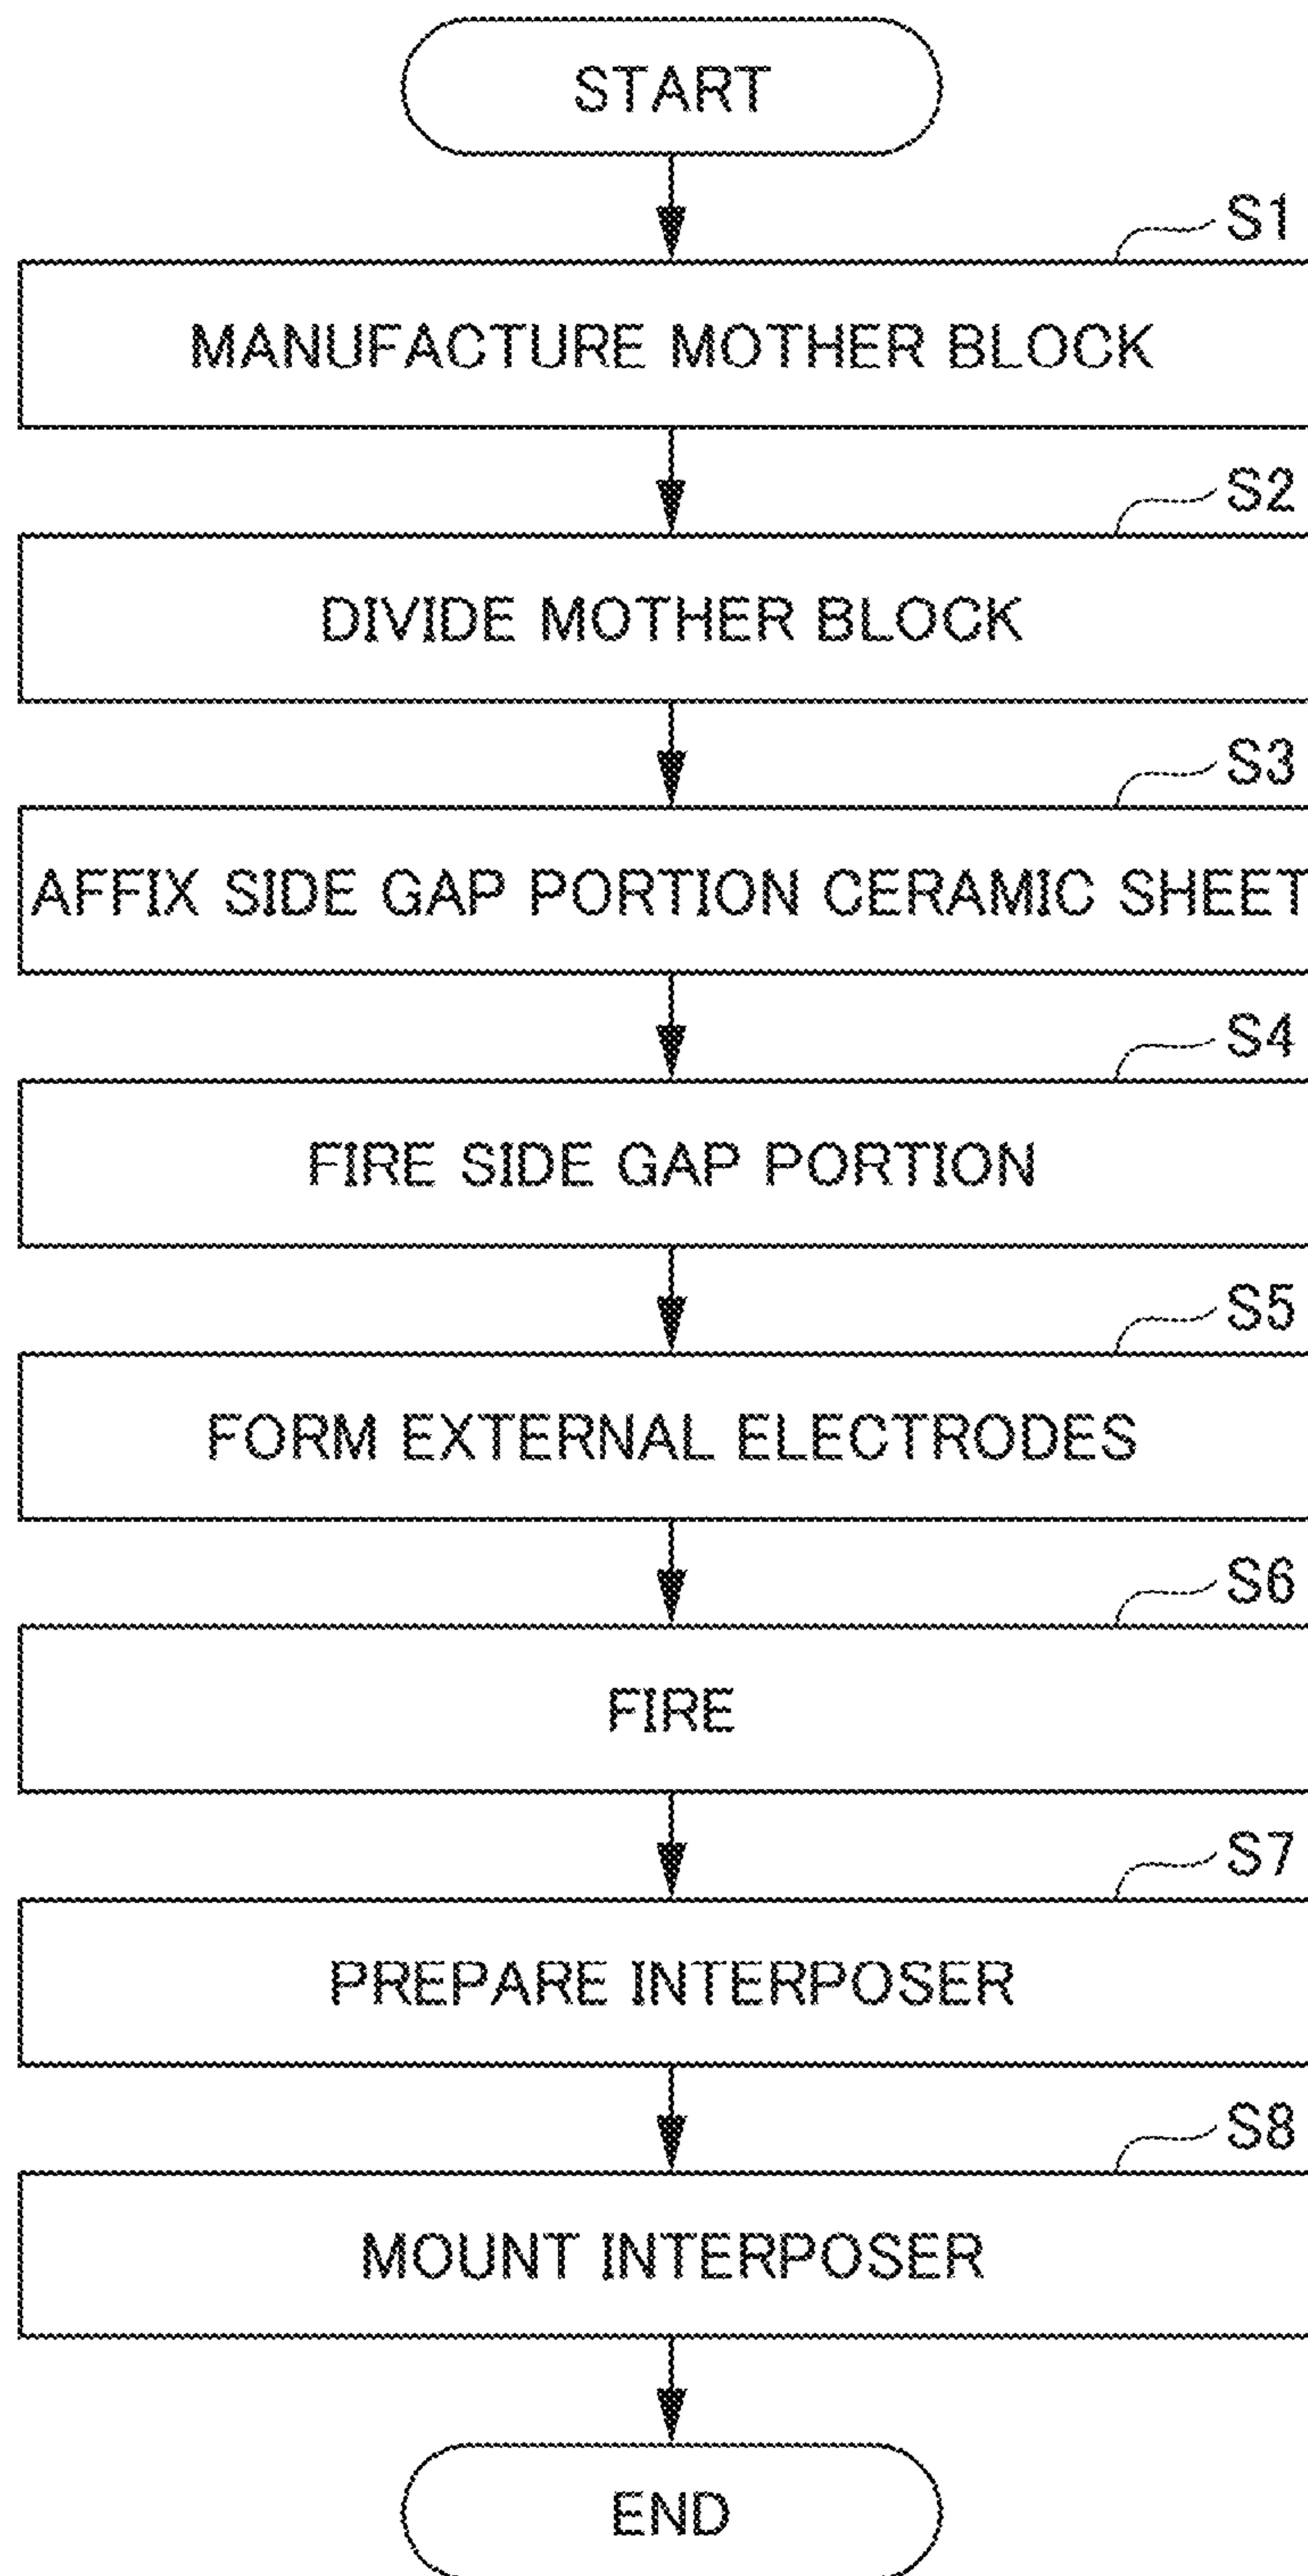 START
S1
MANUFACTURE MOTHER BLOCK
S2
DIVIDE MOTHER BLOCK
S3
AFFIX SIDE GAP PORTION CERAMIC SHEET
S4
FIRE SIDE GAP PORTION
S5
FORM EXTERNAL ELECTRODES
S6
FIRE
S7
PREPARE INTERPOSER
S8
MOUNT INTERPOSER
END